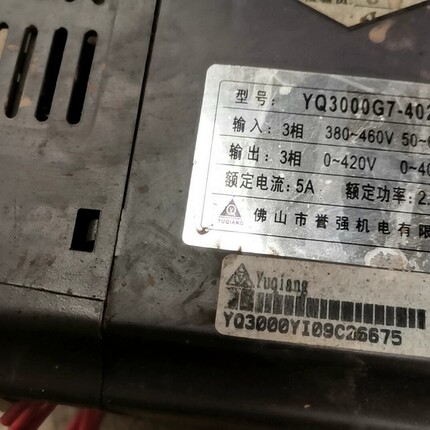 型号: YQ3000G7-402
输入: 3相 380~460V 50~
输出: 3相 0~420V 0~40
额定电流: 5A 额定功率: 2.
YUQIANG 佛山市誉强机电有限
Yuqiang
YQ3000YI09C26675